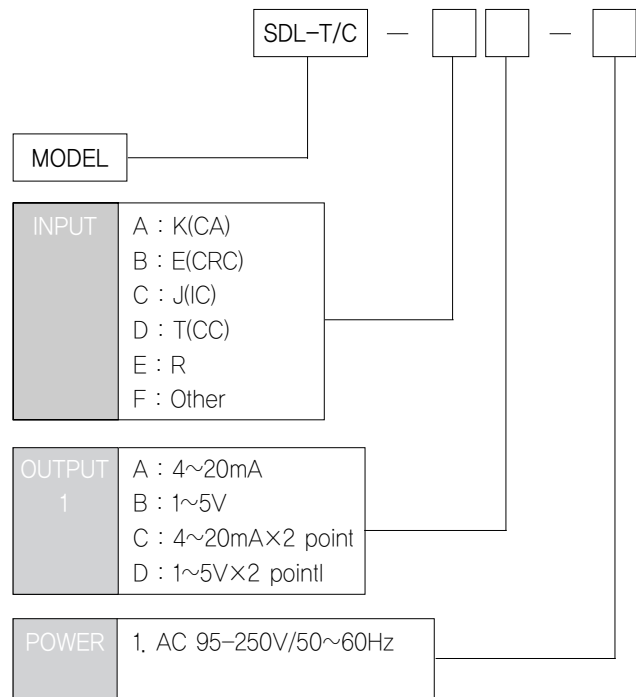 SDL-T/C — —
MODEL
INPUT
A : K(CA)
B : E(CRC)
C : J(IC)
D : T(CC)
E : R
F : Other
OUTPUT
1
A : 4~20mA
B : 1~5V
C : 4~20mA×2 point
D : 1~5V×2 pointl
POWER
1. AC 95-250V/50~60Hz